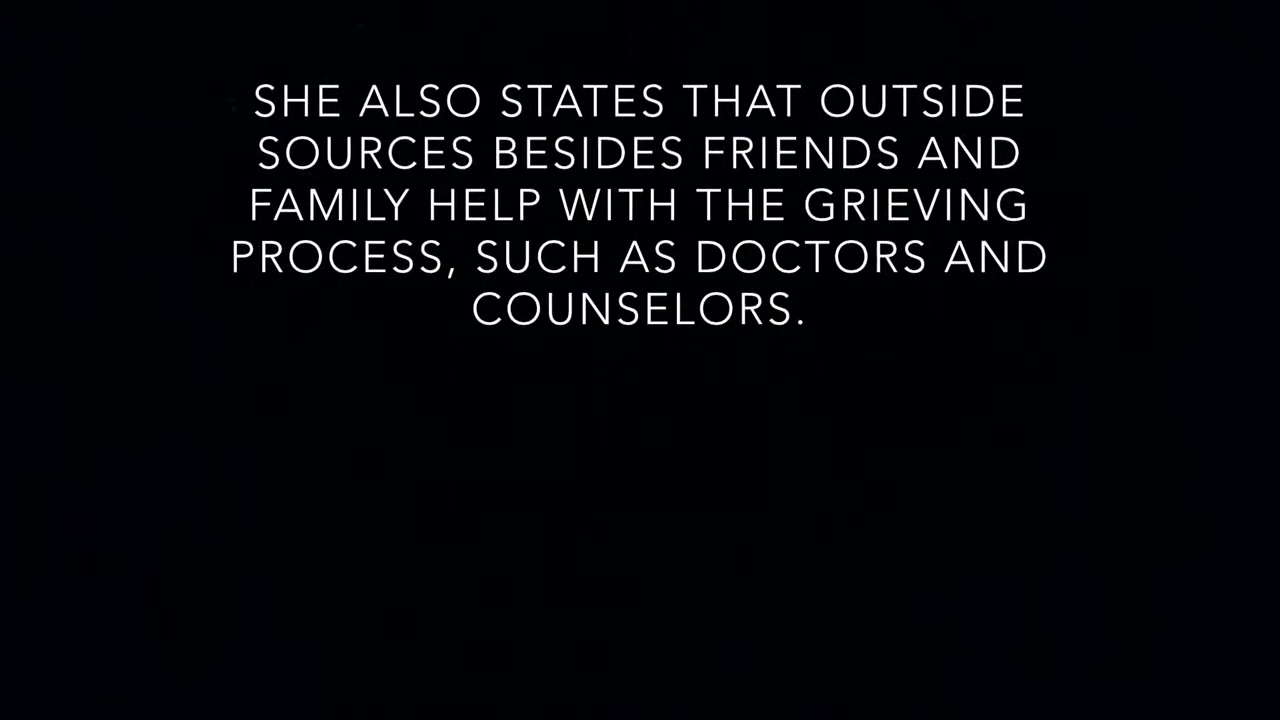 SHE ALSO STATES THAT OUTSIDE
SOURCES BESIDES FRIENDS AND
FAMILY HELP WITH THE GRIEVING
PROCESS, SUCH AS DOCTORS AND
COUNSELORS.